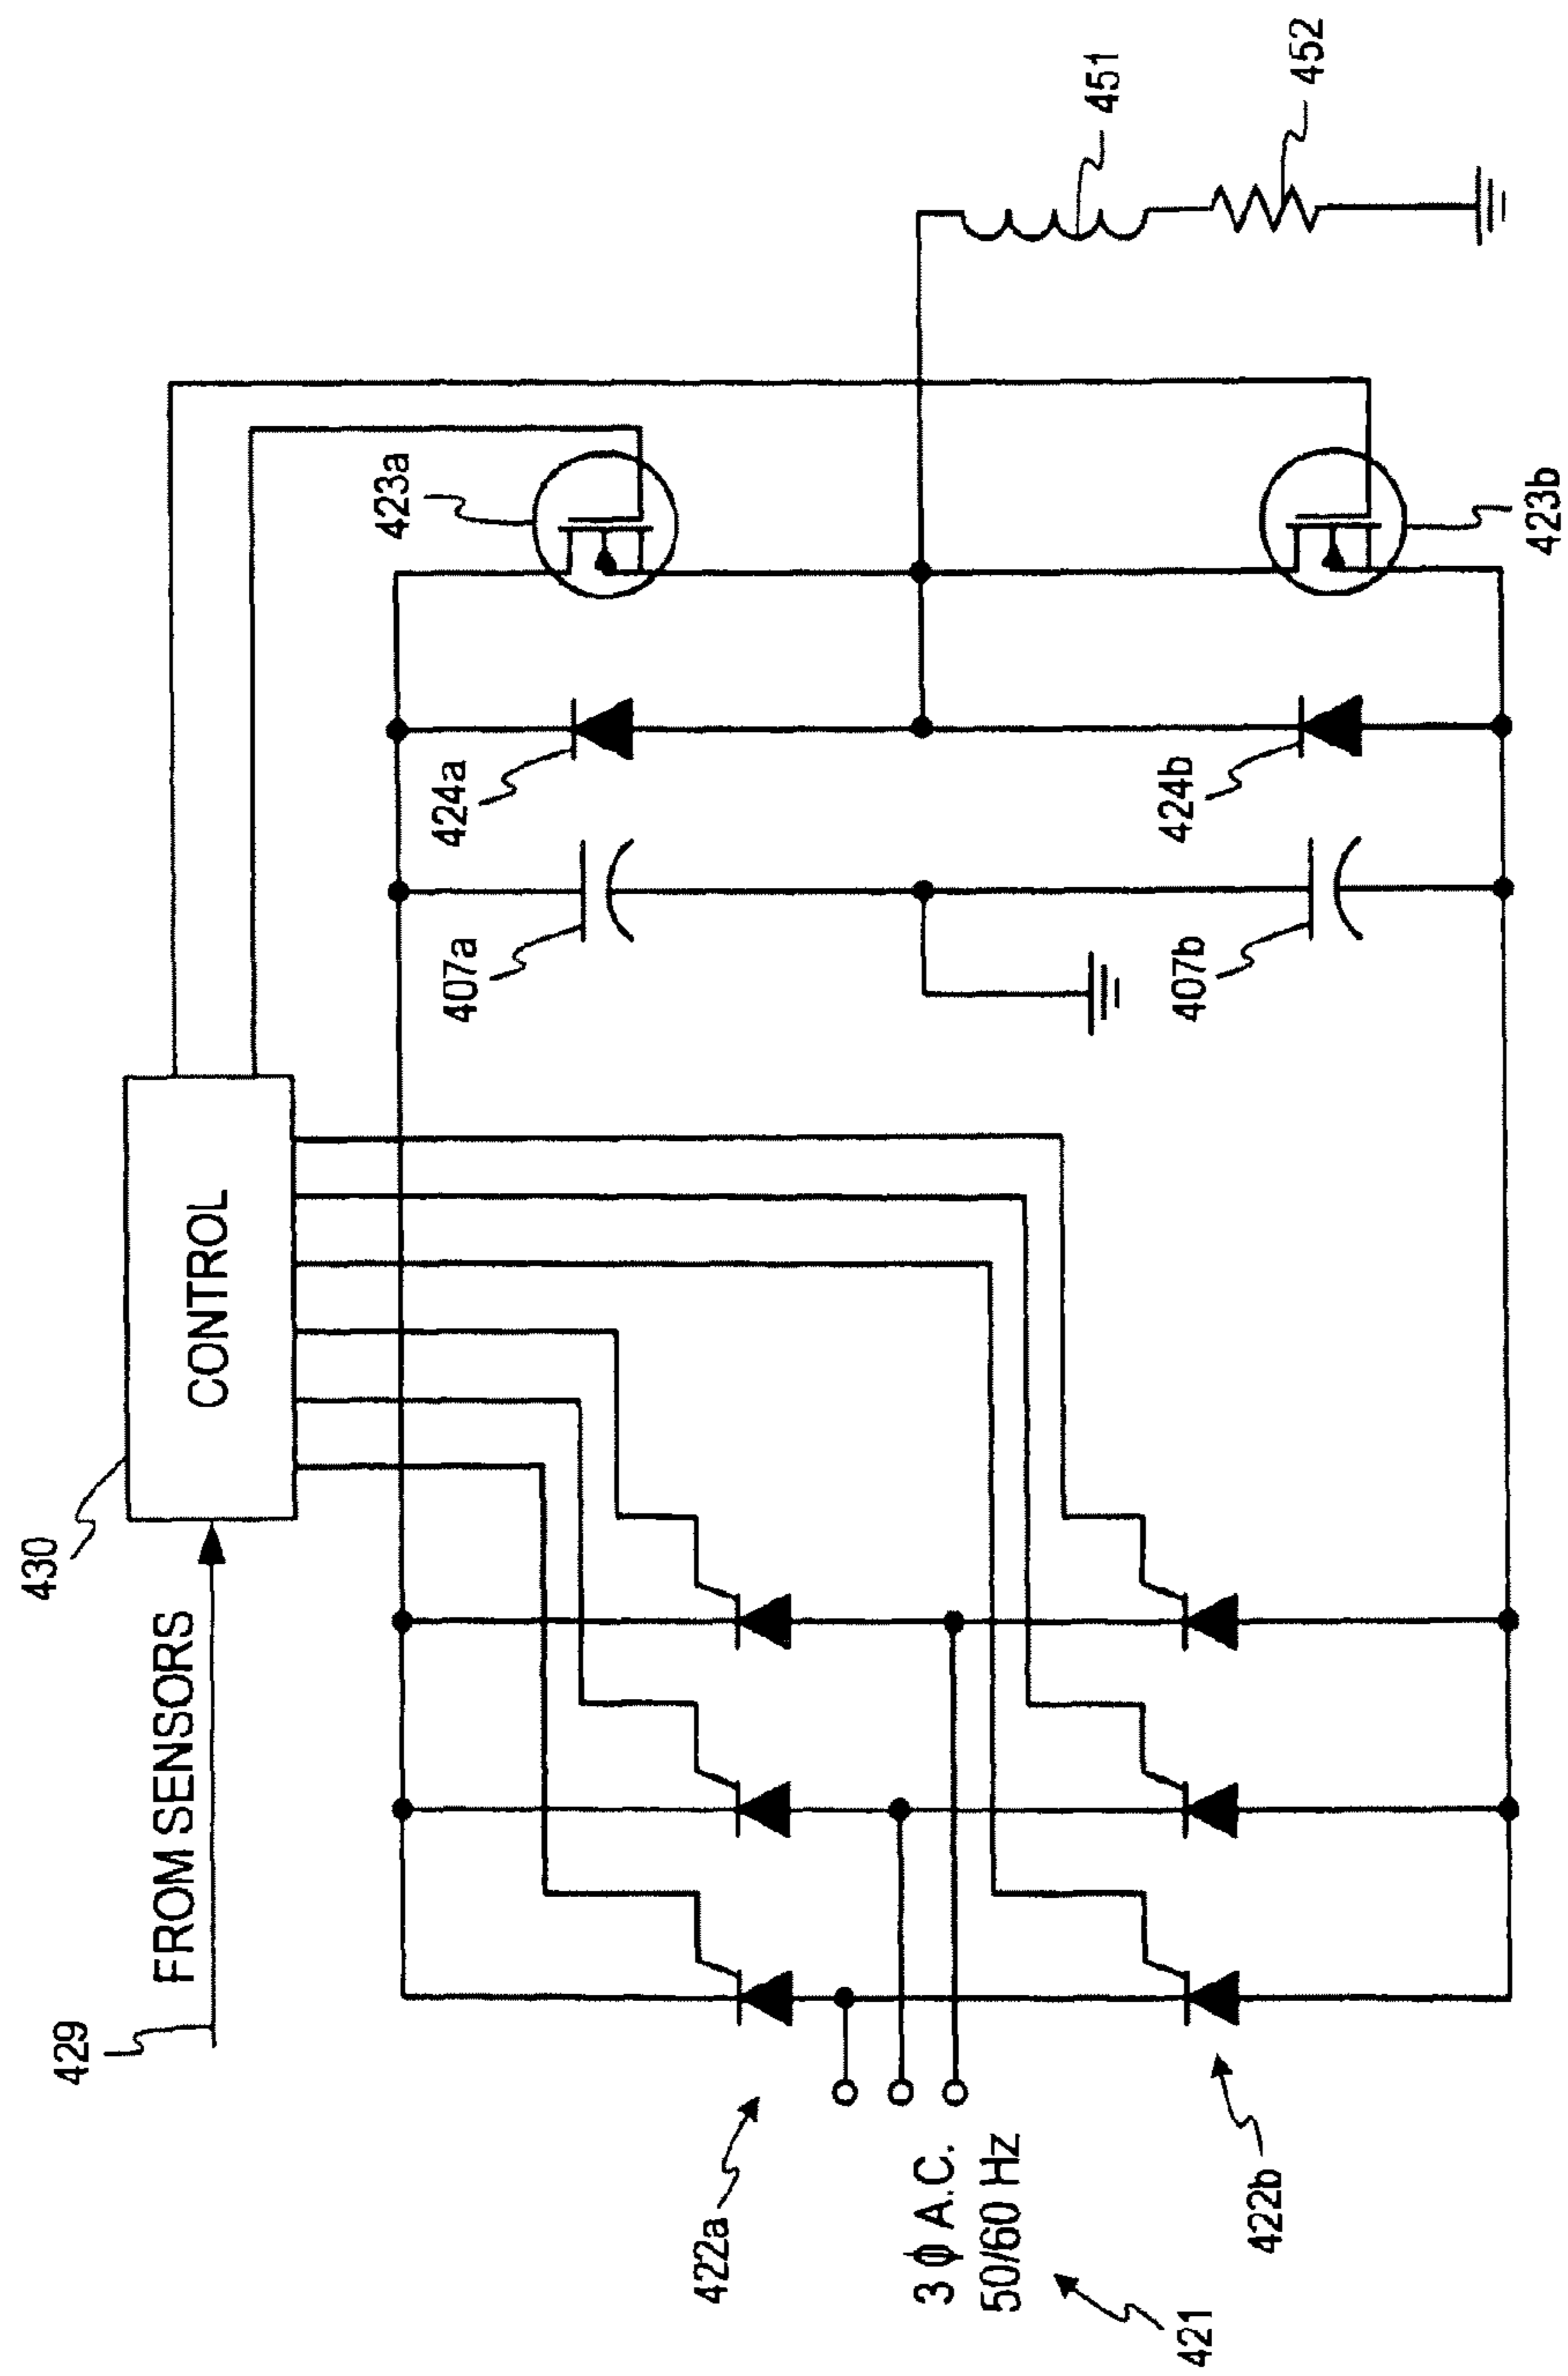 429
FROM SENSORS
430
CONTROL
422a
3 ϕ A.C.
50/60 Hz
421
422b
407a
407b
424a
424b
423a
423b
451
452